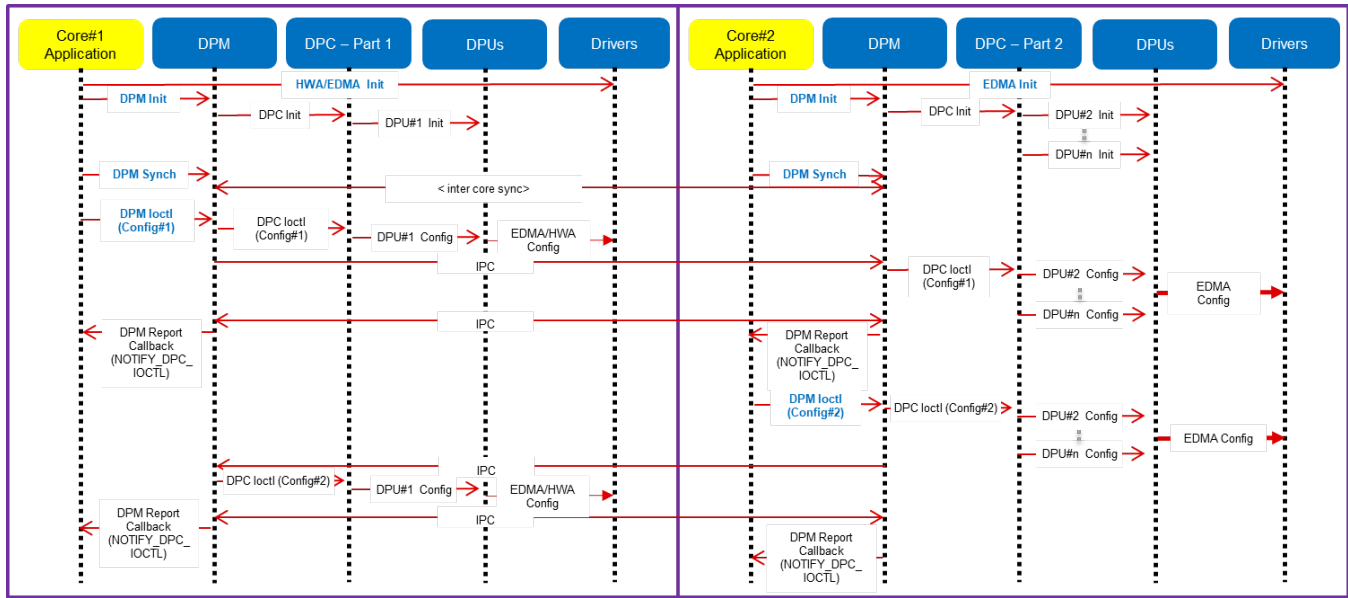 Core#1
Application
DPM
DPC – Part 1
DPUs
Drivers
Core#2
Application
DPM
DPC – Part 2
DPUs
Drivers
HWA/EDMA Init
DPM Init
DPC Init
DPU#1 Init
EDMA Init
DPM Init
DPC Init
DPU#2 Init
DPU#n Init
DPM Synch
< inter core sync>
DPM Synch
DPM Ioctl
(Config#1)
DPC Ioctl
(Config#1)
DPU#1 Config
EDMA/HWA
Config
IPC
DPC Ioctl
(Config#1)
DPU#2 Config
DPU#n Config
EDMA
Config
IPC
DPM Report
Callback
(NOTIFY_DPC_
IOCTL)
DPM Report
Callback
(NOTIFY_DPC_
IOCTL)
DPM Ioctl
(Config#2)
DPC Ioctl (Config#2)
DPU#2 Config
DPU#n Config
EDMA Config
IPC
DPC Ioctl (Config#2)
DPU#1 Config
EDMA/HWA
Config
IPC
DPM Report
Callback
(NOTIFY_DPC_
IOCTL)
DPM Report
Callback
(NOTIFY_DPC_
IOCTL)